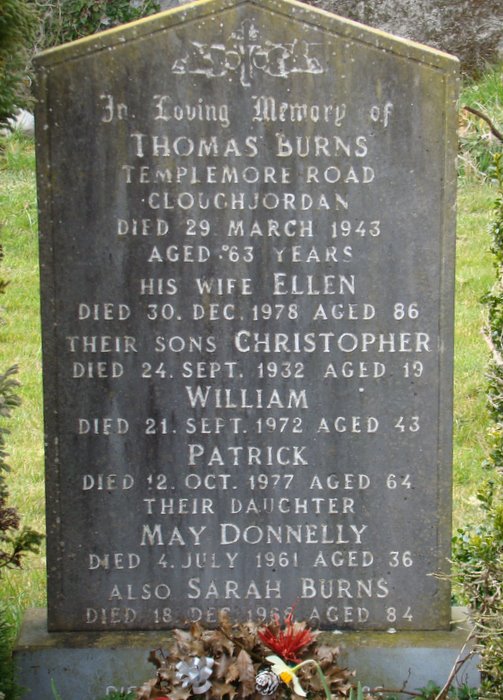 In Loving Memory of
THOMAS BURNS
TEMPLEMORE ROAD
CLOUGHJORDAN
DIED 29 MARCH 1943
AGED 63 YEARS
HIS WIFE ELLEN
DIED 30. DEC. 1978 AGED 86
THEIR SONS CHRISTOPHER
DIED 24. SEPT. 1932 AGED 19
WILLIAM
DIED 21. SEPT. 1972 AGED 43
PATRICK
DIED 12. OCT. 1977 AGED 64
THEIR DAUGHTER
MAY DONNELLY
DIED 4. JULY 1961 AGED 36
ALSO SARAH BURNS
DIED 18 DEC AGED 84